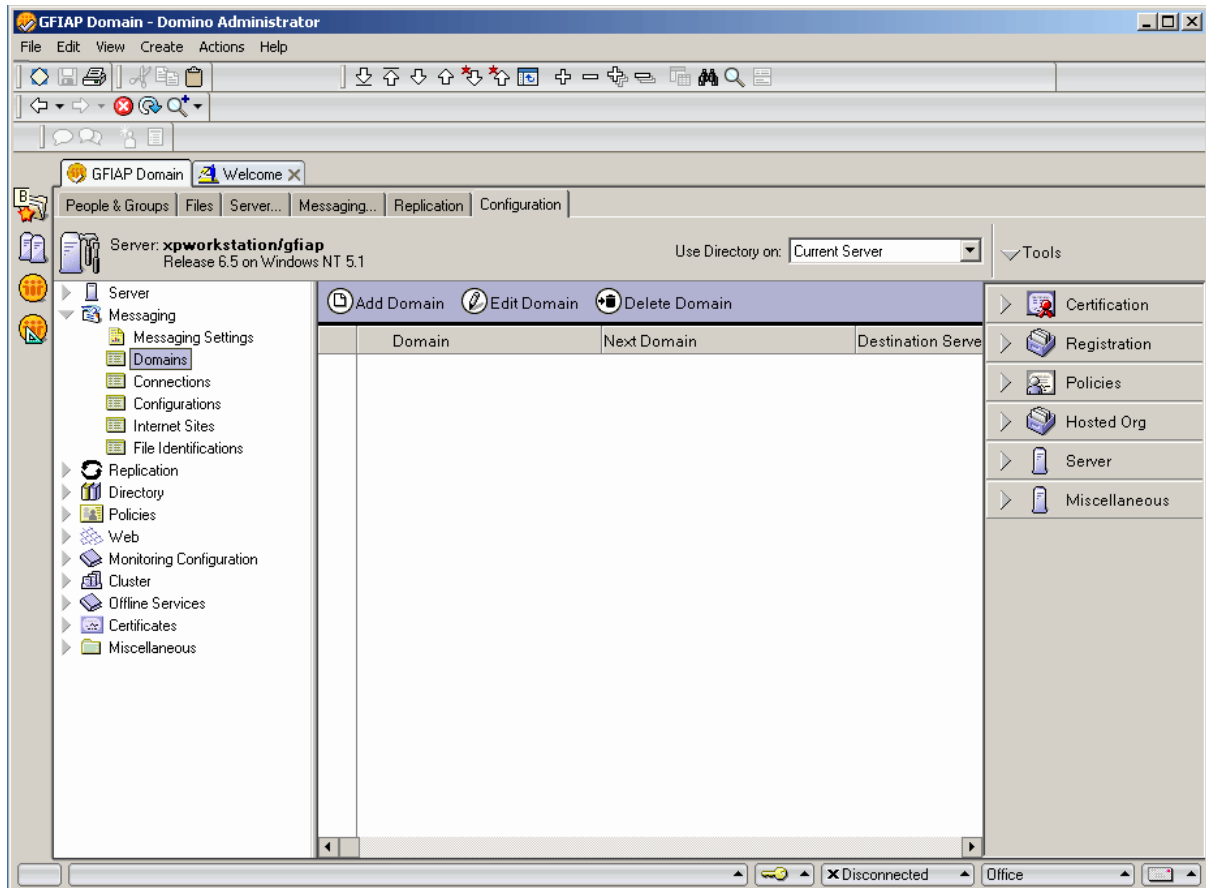 GFIAP Domain - Domino Administrator
File Edit View Create Actions Help
GFIAP Domain Welcome
B
People & Groups Files Server... Messaging... Replication Configuration
Server: xpworkstation/gfiap
Release 6.5 on Windows NT 5.1
Use Directory on: Current Server
Tools
Server
Messaging
Messaging Settings
Domains
Connections
Configurations
Internet Sites
File Identifications
Replication
Directory
Policies
Web
Monitoring Configuration
Cluster
Offline Services
Certificates
Miscellaneous
Add Domain Edit Domain Delete Domain
Domain Next Domain Destination Serve
Certification
Registration
Policies
Hosted Org
Server
Miscellaneous
Disconnected Office